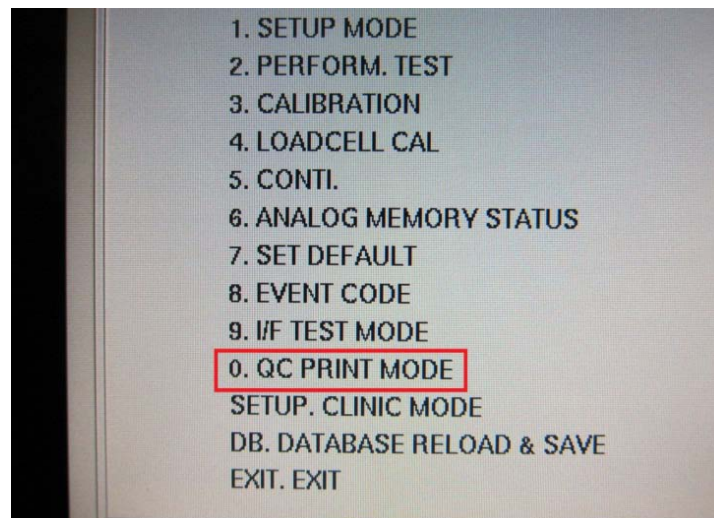 1. SETUP MODE
2. PERFORM. TEST
3. CALIBRATION
4. LOADCELL CAL
5. CONTI.
6. ANALOG MEMORY STATUS
7. SET DEFAULT
8. EVENT CODE
9. I/F TEST MODE
0. QC PRINT MODE
SETUP. CLINIC MODE
DB. DATABASE RELOAD & SAVE
EXIT. EXIT